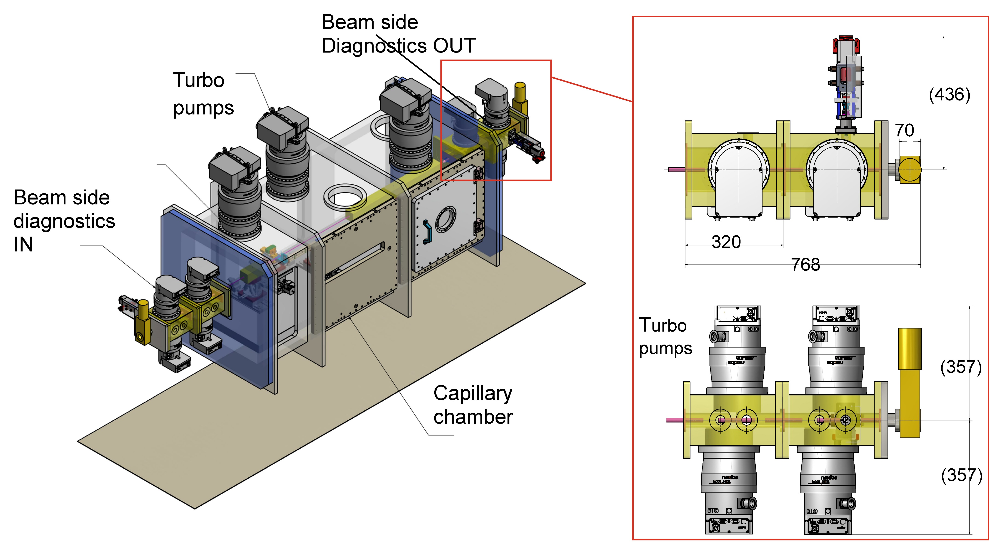 Beam side
Diagnostics OUT
Turbo
pumps
Beam side
diagnostics
IN
Capillary
chamber
(436)
70
320
768
Turbo
pumps
(357)
(357)